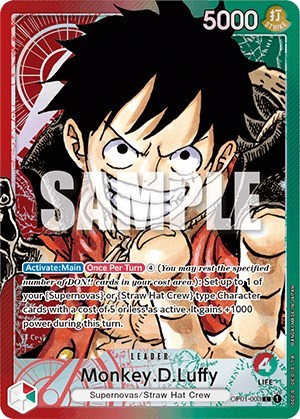 5000 打
STRIKE
SAMPLE
Activate:Main Once Per Turn ④ (You may rest the specified
number of DON!! cards in your cost area.): Set up to 1 of
your {Supernovas} or {Straw Hat Crew} type Character
cards with a cost of 5 or less as active. It gains +1000
power during this turn.
LEADER
Monkey.D.Luffy
Supernovas/Straw Hat Crew
4
LIFE
OP01-003 L